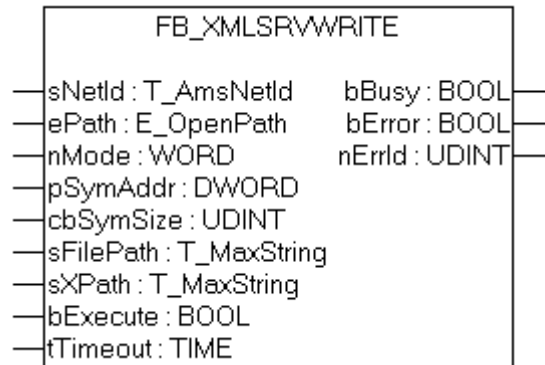 FB_XMLSRVWRITE
sNetId : T_AmsNetId bBusy : BOOL
ePath : E_OpenPath bError : BOOL
nMode : WORD nErrId : UDINT
pSymAddr : DWORD
cbSymSize : UDINT
sFilePath : T_MaxString
sXPath : T_MaxString
bExecute : BOOL
tTimeout : TIME